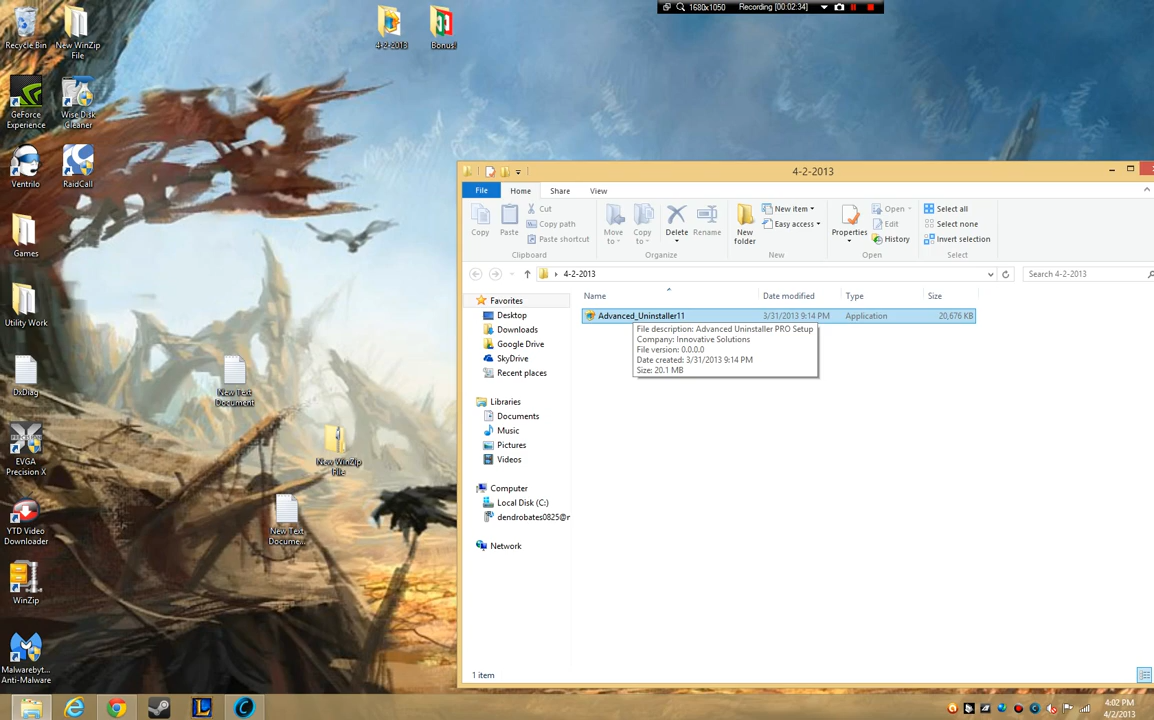 1680x1050
Recording [00:02:34]
Recycle Bin
New WinZip
File
4-2-2013
Bonus!
GeForce
Experience
Wise Disk
Cleaner
Ventrilo
RaidCall
Games
Utility Work
DxDiag
New Text
Document
EVGA
Precision X
New WinZip
File
YTD Video
Downloader
New Text
Docume...
WinZip
Malwarebyt...
Anti-Malware
4-2-2013
File
Home
Share
View
Copy
Paste
Cut
Copy path
Paste shortcut
Clipboard
Move
to
Copy
to
Delete
Rename
Organize
New
folder
New item
Easy access
New
Properties
Open
Edit
History
Open
Select all
Select none
Invert selection
Select
4-2-2013
Search 4-2-2013
Favorites
Desktop
Downloads
Google Drive
SkyDrive
Recent places
Libraries
Documents
Music
Pictures
Videos
Computer
Local Disk (C:)
dendrobates0825@r
Network
Name
Date modified
Type
Size
Advanced_Uninstaller11
3/31/2013 9:14 PM
Application
20,676 KB
File description: Advanced Uninstaller PRO Setup
Company: Innovative Solutions
File version: 0.0.0.0
Date created: 3/31/2013 9:14 PM
Size: 20.1 MB
1 item
4:02 PM
4/2/2013